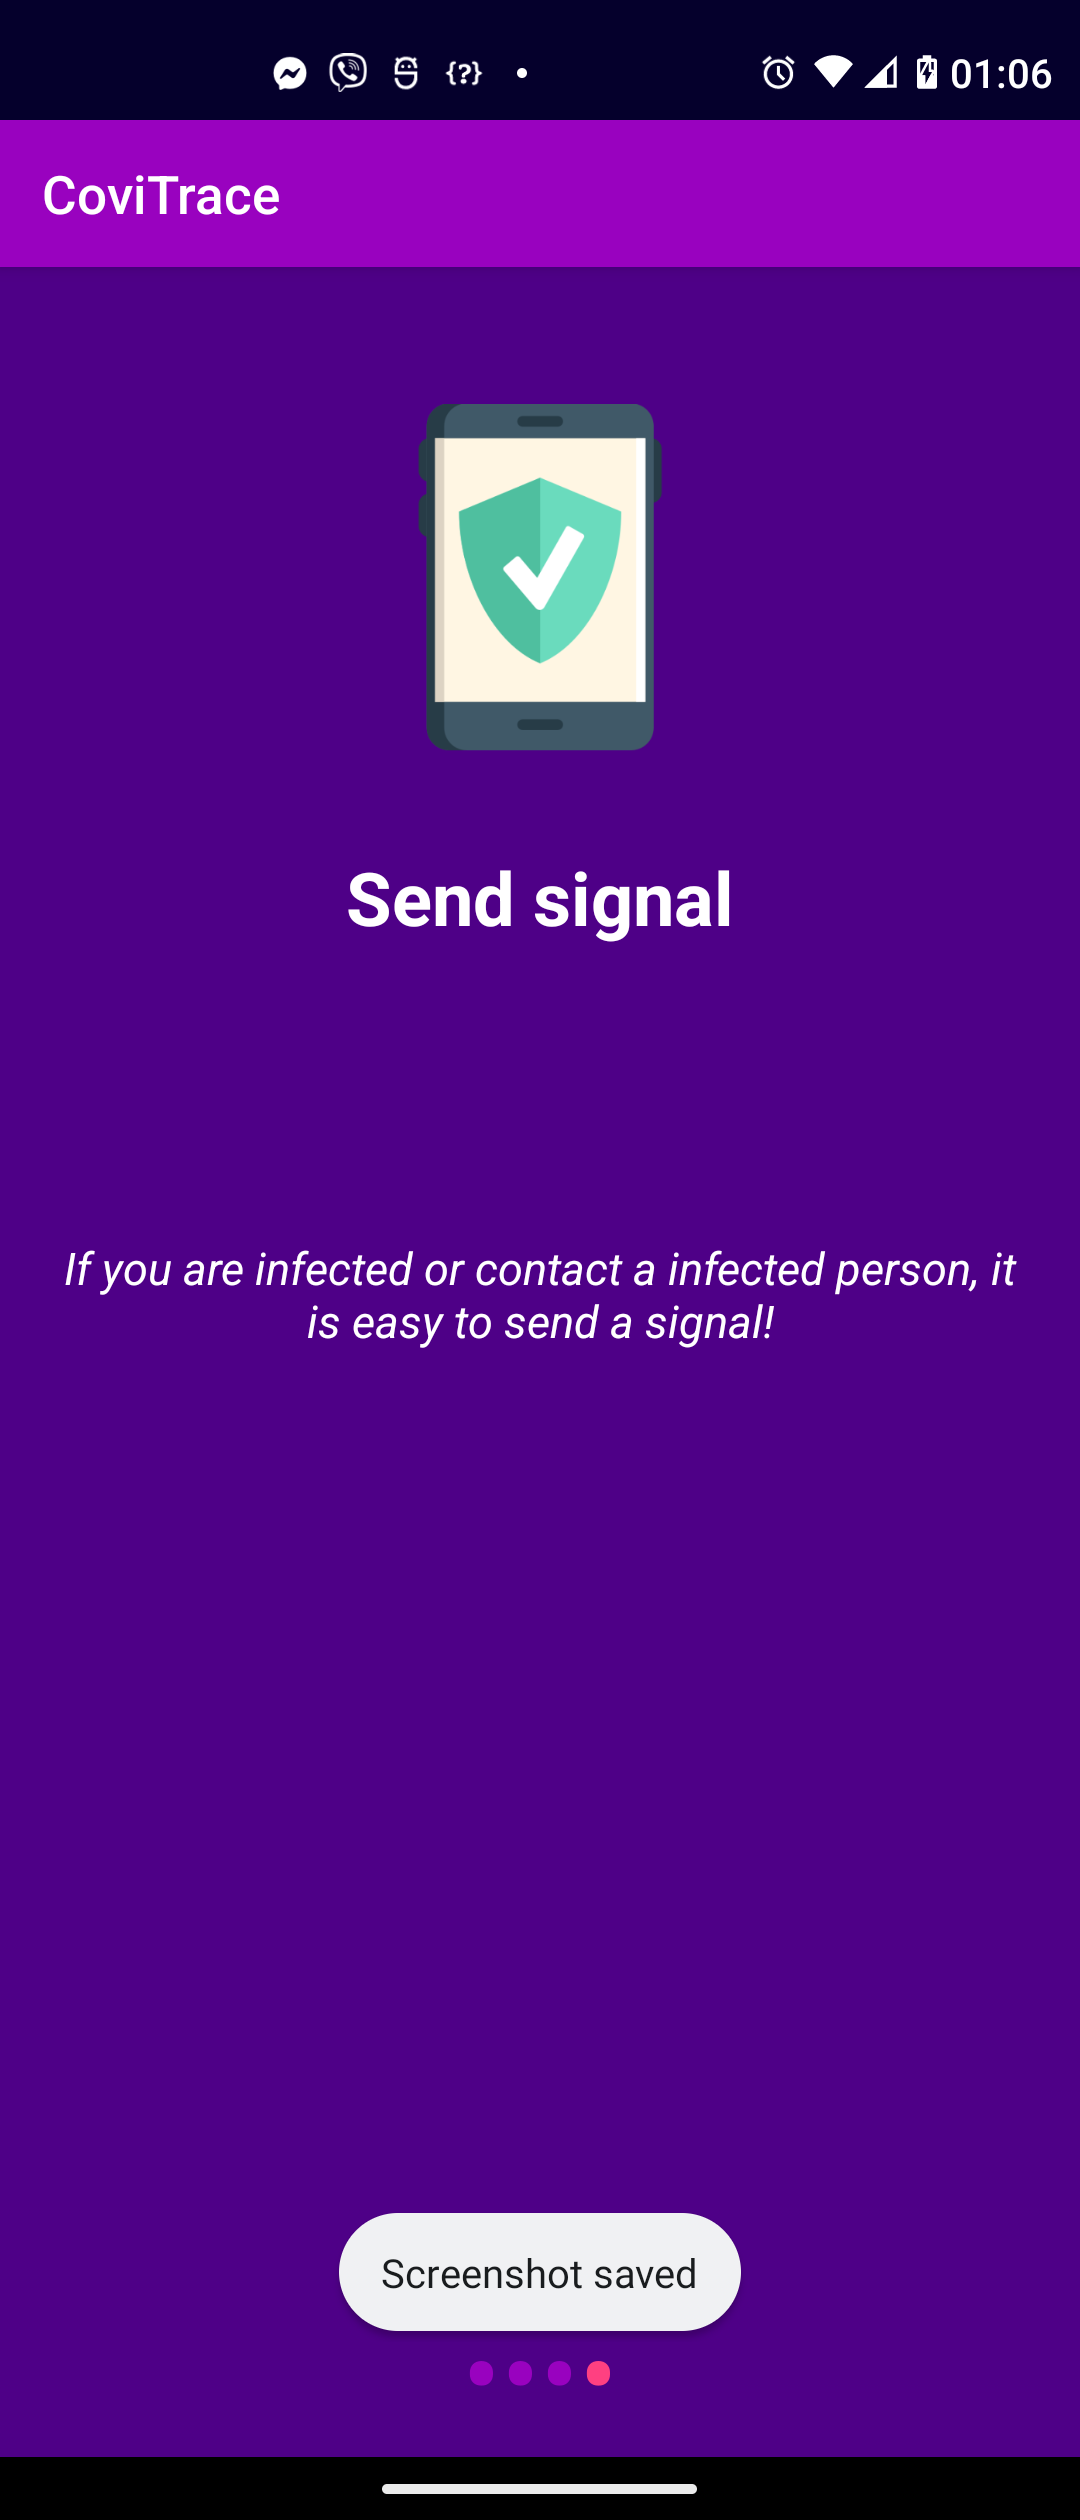 01:06
CoviTrace
Send signal
If you are infected or contact a infected person, it
is easy to send a signal!
Screenshot saved